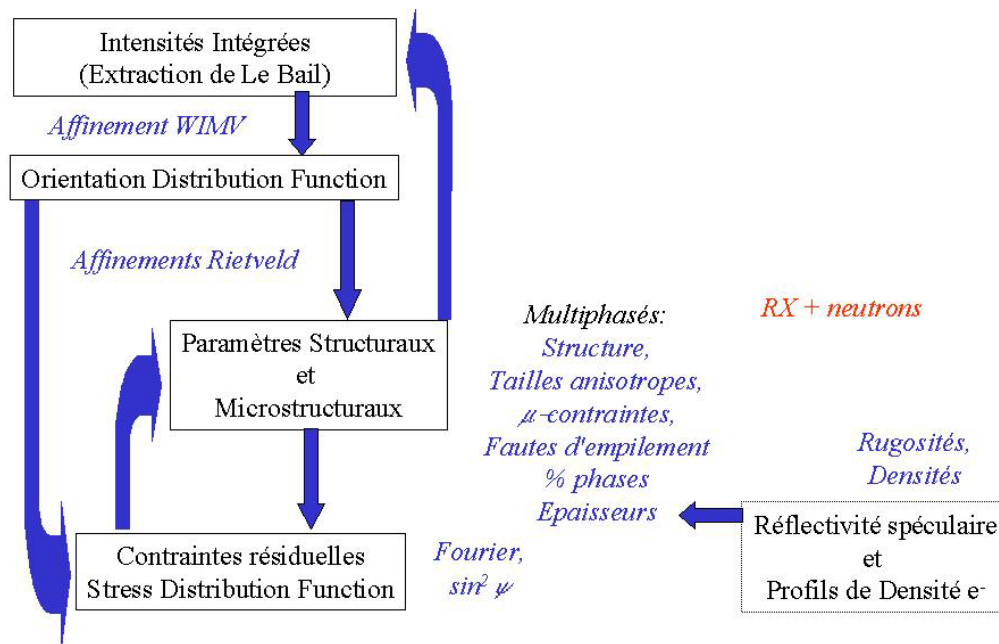 Intensités Intégrées
(Extraction de Le Bail)
Affinement WIMV
Orientation Distribution Function
Affinements Rietveld
Paramètres Structuraux
et
Microstructuraux
Contraintes résiduelles
Stress Distribution Function
Fourier,
sin² ψ
Multiphasés:
Structure,
Tailles anisotropes,
μ-contraintes,
Fautes d'empilement
% phases
Epaisseurs
RX + neutrons
Rugosités,
Densités
Réflectivité spéculaire
et
Profils de Densité e⁻